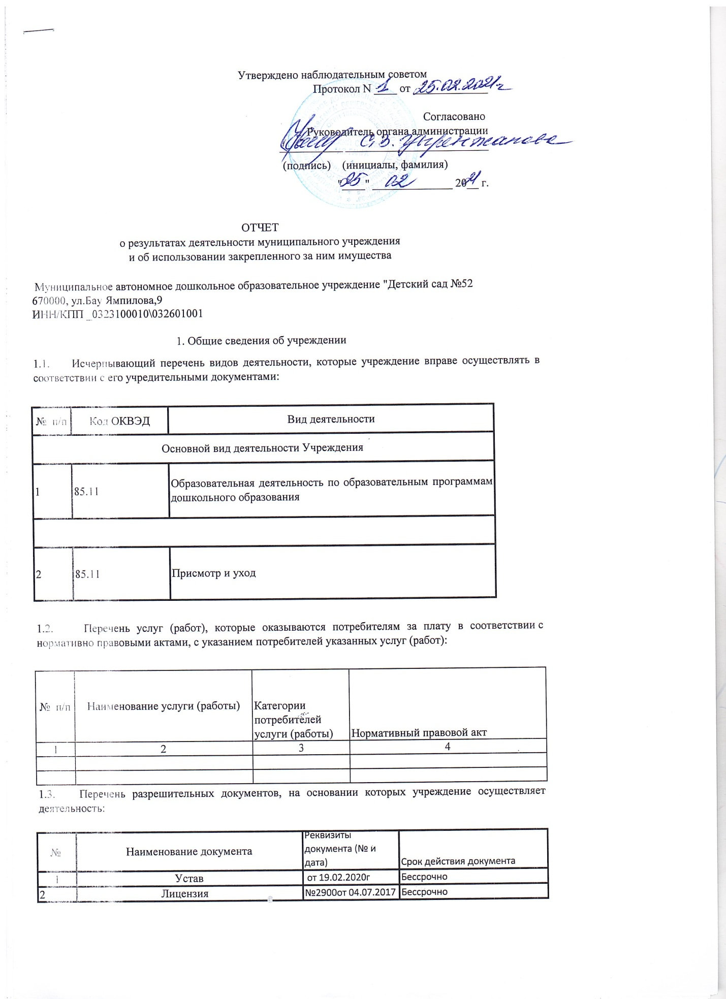 Утверждено наблюдательным советом
Протокол N 1 от 25.02.2021г
Согласовано
Руководитель органа администрации
С.З. Цыренжапова
(подпись) (инициалы, фамилия)
"25" 02 2021 г.
ОТЧЕТ
о результатах деятельности муниципального учреждения
и об использовании закрепленного за ним имущества
Муниципальное автономное дошкольное образовательное учреждение "Детский сад №52
670000, ул.Бау Ямпилова,9
ИНН/КПП _0323100010\032601001
1. Общие сведения об учреждении
1.1. Исчерпывающий перечень видов деятельности, которые учреждение вправе осуществлять в
соответствии с его учредительными документами:
№ п/п Код ОКВЭД Вид деятельности
Основной вид деятельности Учреждения
1 85.11 Образовательная деятельность по образовательным программам
дошкольного образования
2 85.11 Присмотр и уход
1.2. Перечень услуг (работ), которые оказываются потребителям за плату в соответствии с
нормативно правовыми актами, с указанием потребителей указанных услуг (работ):
№ п/п Наименование услуги (работы) Категории
потребителей
услуги (работы) Нормативный правовой акт
1 2 3 4
1.3. Перечень разрешительных документов, на основании которых учреждение осуществляет
деятельность:
№ Наименование документа Реквизиты
документа (№ и
дата) Срок действия документа
1 Устав от 19.02.2020г Бессрочно
2 Лицензия №2900от 04.07.2017 Бессрочно